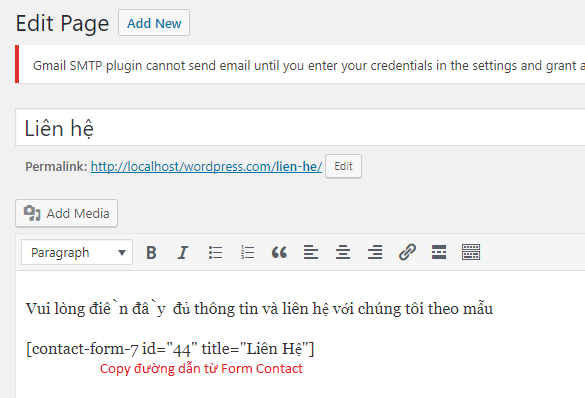 Edit Page Add New
Gmail SMTP plugin cannot send email until you enter your credentials in the settings and grant a
Liên hệ
Permalink: http://localhost/wordpress.com/lien-he/ Edit
Add Media
Paragraph B I
Vui lòng điề`n đầ`y đủ thông tin và liên hệ với chúng tôi theo mẫu
[contact-form-7 id="44" title="Liên Hệ"]
Copy đường dẫn từ Form Contact